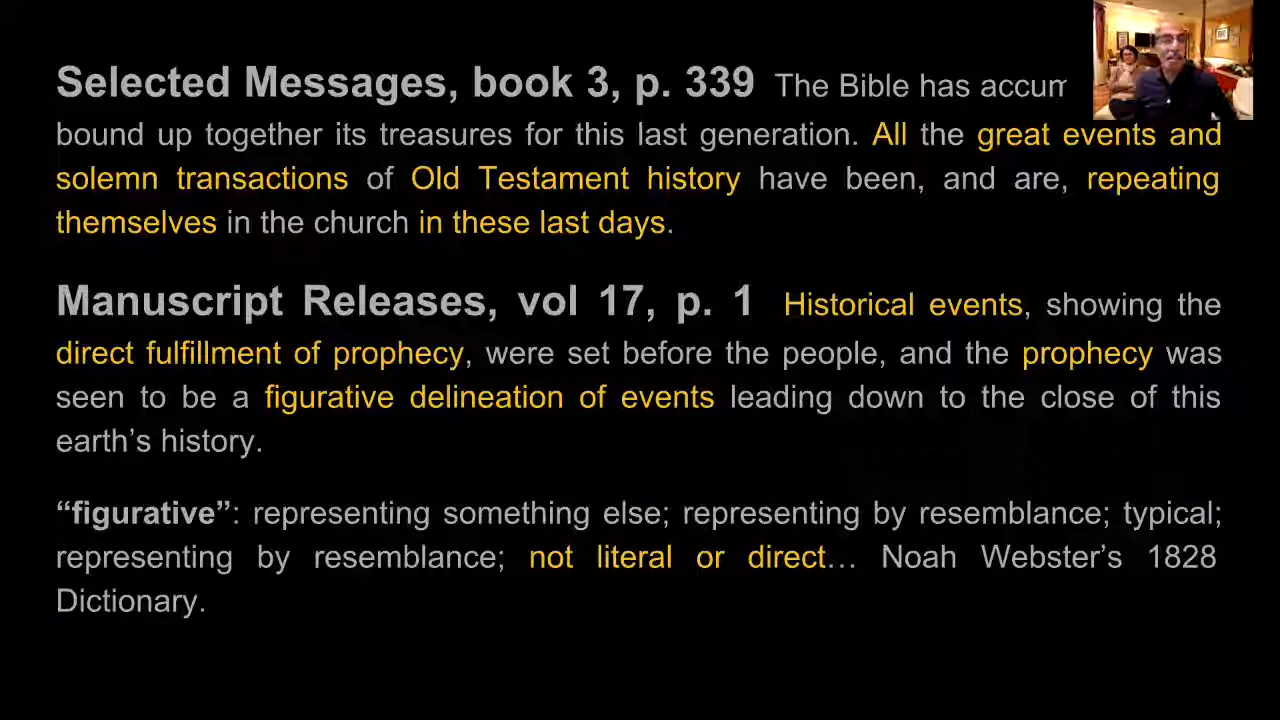 Selected Messages, book 3, p. 339 The Bible has
bound up together its treasures for this last generation. All the great events and
solemn transactions of Old Testament history have been, and are, repeating
themselves in the church in these last days.
Manuscript Releases, vol 17, p. 1 Historical events, showing the
direct fulfillment of prophecy, were set before the people, and the prophecy was
seen to be a figurative delineation of events leading down to the close of this
earth’s history.
“figurative”: representing something else; representing by resemblance; typical;
representing by resemblance; not literal or direct… Noah Webster’s 1828
Dictionary.